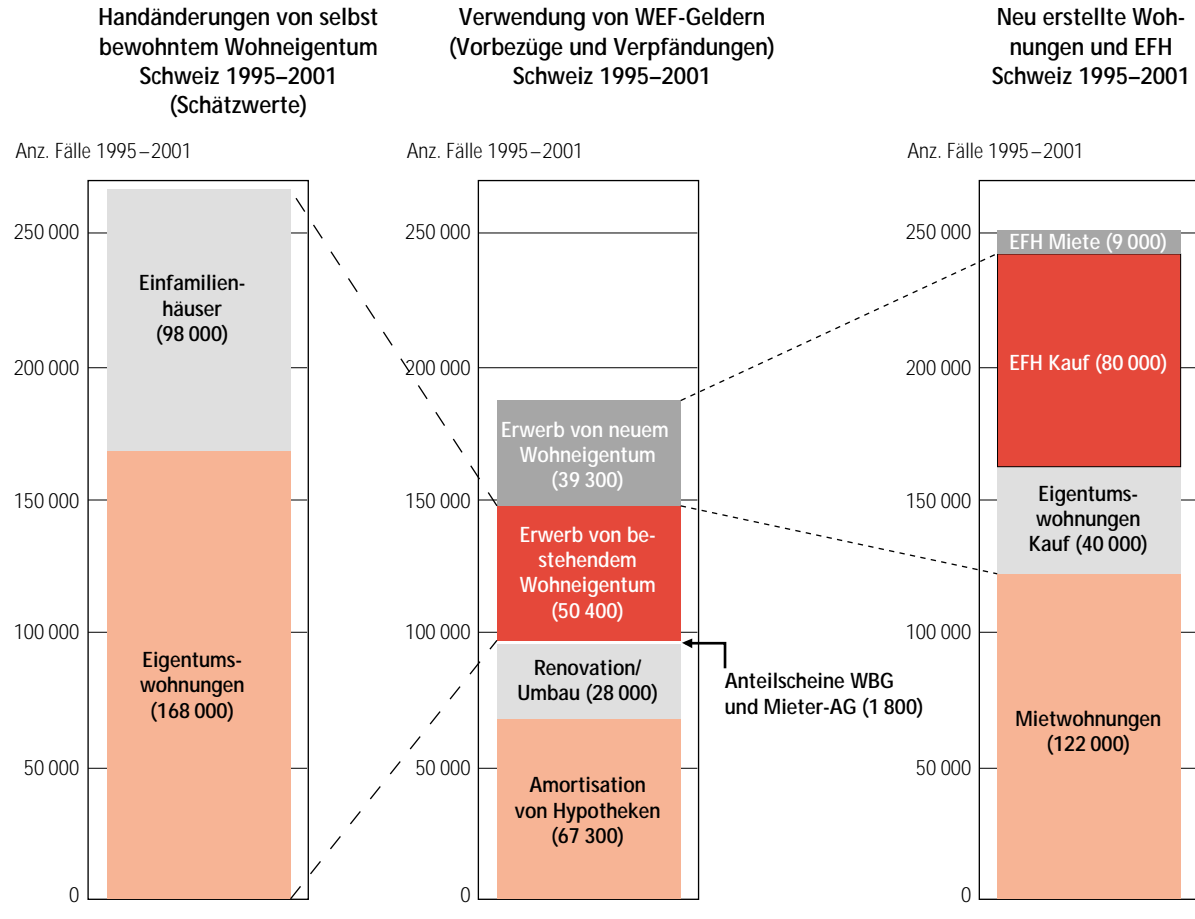 Handänderungen von selbst
bewohntem Wohneigentum
Schweiz 1995–2001
(Schätzwerte)
Anz. Fälle 1995–2001
250 000
200 000
150 000
100 000
50 000
0
Einfamilien-
häuser
(98 000)
Eigentums-
wohnungen
(168 000)
Verwendung von WEF-Geldern
(Vorbezüge und Verpfändungen)
Schweiz 1995–2001
Anz. Fälle 1995–2001
250 000
200 000
150 000
100 000
50 000
0
Erwerb von neuem
Wohneigentum
(39 300)
Erwerb von be-
stehendem
Wohneigentum
(50 400)
Renovation/
Umbau (28 000)
Anteilscheine WBG
und Mieter-AG (1 800)
Amortisation
von Hypotheken
(67 300)
Neu erstellte Woh-
nungen und EFH
Schweiz 1995–2001
Anz. Fälle 1995–2001
250 000
200 000
150 000
100 000
50 000
0
EFH Miete (9 000)
EFH Kauf (80 000)
Eigentums-
wohnungen
Kauf (40 000)
Mietwohnungen
(122 000)